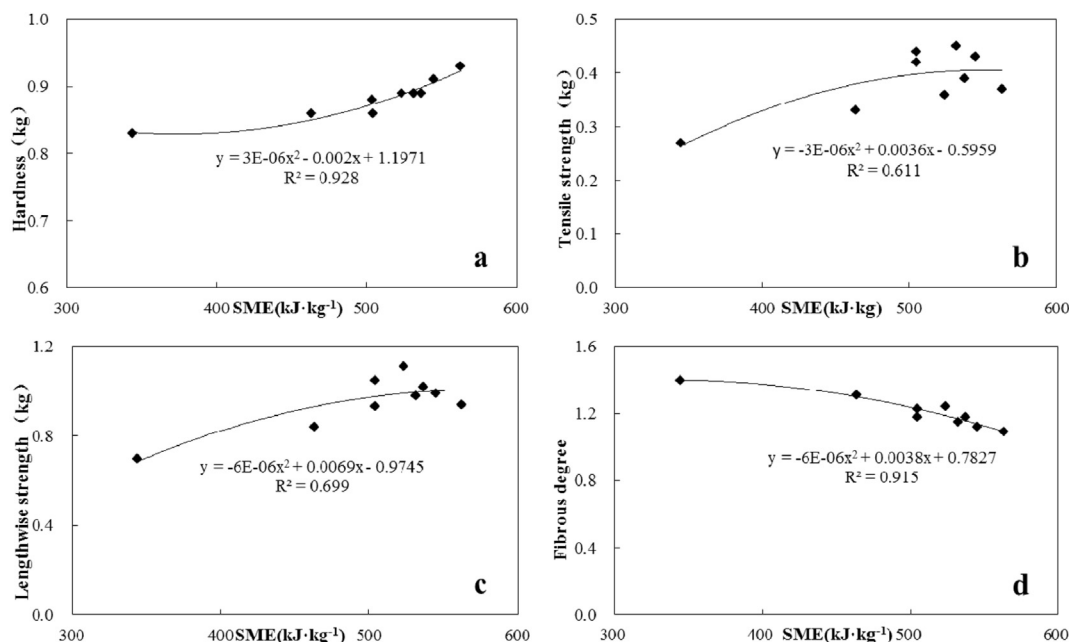 1.0
0.9
0.8
0.7
0.6
Hardness (kg)
y = 3E-06x² - 0.002x + 1.1971
R² = 0.928
a
300
400
500
600
SME(kJ·kg⁻¹)
0.5
0.4
0.3
0.2
0.1
0.0
Tensile strength (kg)
y = -3E-06x² + 0.0036x - 0.5959
R² = 0.611
b
300
400
500
600
SME(kJ·kg)
1.2
0.8
0.4
0.0
Lengthwise strength (kg)
y = -6E-06x² + 0.0069x - 0.9745
R² = 0.699
c
300
400
500
600
SME(kJ·kg⁻¹)
1.6
1.2
0.8
0.4
0.0
Fibrous degree
y = -6E-06x² + 0.0038x + 0.7827
R² = 0.915
d
300
400
500
600
SME(kJ·kg⁻¹)